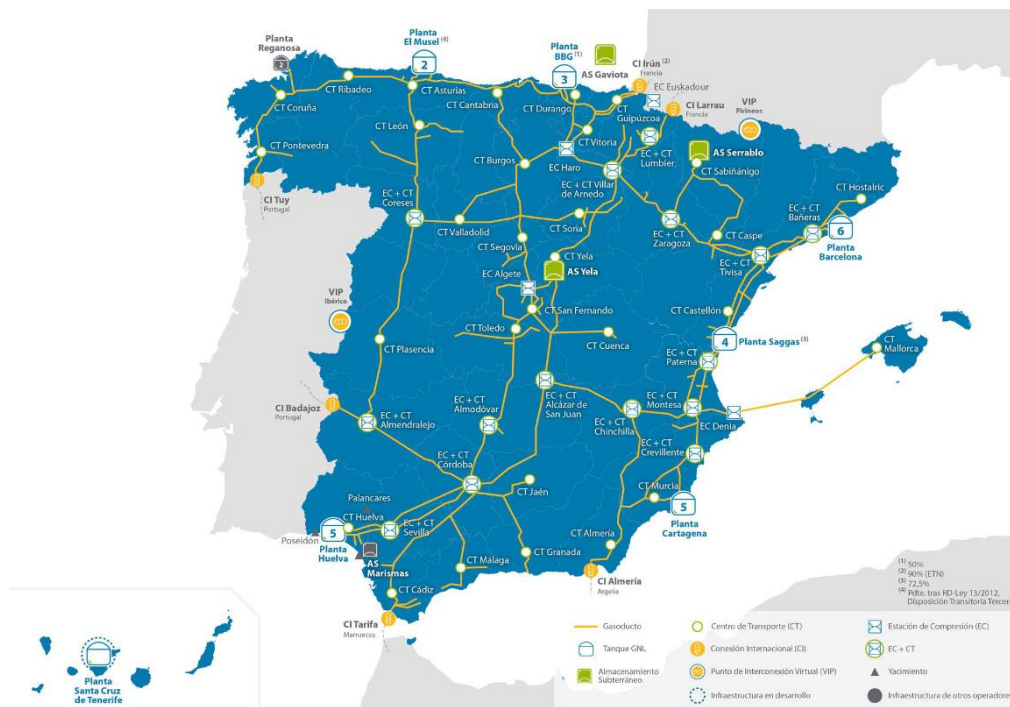 Planta
Reganosa
2
Planta
El Musel (4)
2
Planta
BBG (1)
3
AS Gaviota
CI Irún (2)
Francia
EC Euskadour
CI Larrau
Francia
VIP
Pirineos
CT Coruña
CT Ribadeo
CT Asturias
CT Cantabria
CT Durango
CT
Guipúzcoa
CT León
CT Vitoria
EC + CT
Lumbier
AS Serrablo
CT Pontevedra
CT Burgos
EC Haro
CT Sabiñánigo
CT Hostalric
CI Tuy
Portugal
EC + CT
Coreses
EC + CT Villar
de Arnedo
EC + CT
Bañeras
CT Valladolid
CT Soria
EC + CT
Zaragoza
CT Caspe
6
Planta
Barcelona
CT Segovia
CT Yela
EC + CT
Tivisa
EC Algete
AS Yela
VIP
Ibérico
CT San Fernando
CT Castellón
CT Toledo
CT Plasencia
CT Cuenca
4
Planta Saggas (3)
CT
Mallorca
EC + CT
Paterna
CI Badajoz
Portugal
EC + CT
Almendralejo
EC + CT
Almodóvar
EC + CT
Alcázar de
San Juan
EC + CT
Chinchilla
EC + CT
Montesa
EC Denia
EC + CT
Córdoba
EC + CT
Crevillente
CT Jaén
CT Murcia
Palancares
CT Huelva
5
Planta
Huelva
Poseidón
EC + CT
Sevilla
5
Planta
Cartagena
AS
Marismas
CT Almería
CT Málaga
CT Granada
CT Cádiz
CI Almería
Argelia
CI Tarifa
Marruecos
Planta
Santa Cruz
de Tenerife
(1) 50%
(2) 90% (ETN)
(3) 72,5%
(4) Pdte. tras RD-Ley 13/2012,
Disposición Transitoria Tercera
Gasoducto
Centro de Transporte (CT)
Estación de Compresión (EC)
Tanque GNL
Conexión Internacional (CI)
EC + CT
Almacenamiento
Subterráneo
Punto de Interconexión Virtual (VIP)
Yacimiento
Infraestructura en desarrollo
Infraestructura de otros operadores